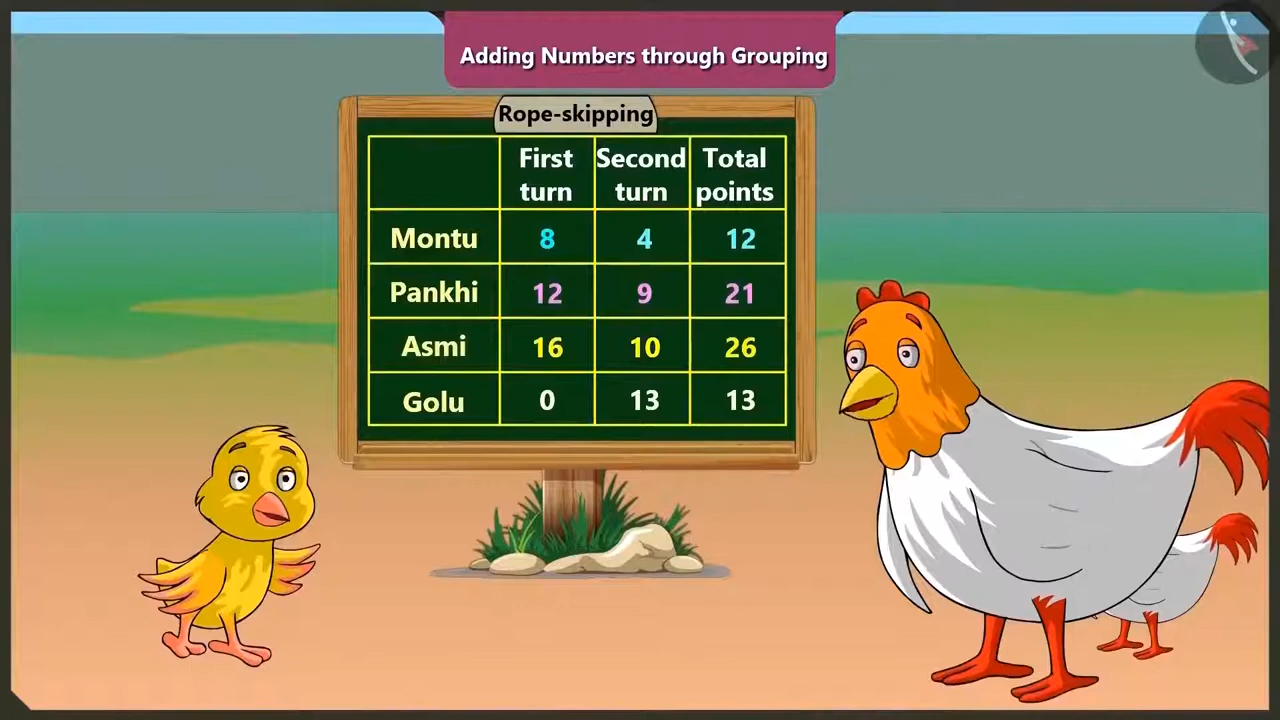 Adding Numbers through Grouping
Rope-skipping
First turn Second turn Total points
Montu 8 4 12
Pankhi 12 9 21
Asmi 16 10 26
Golu 0 13 13